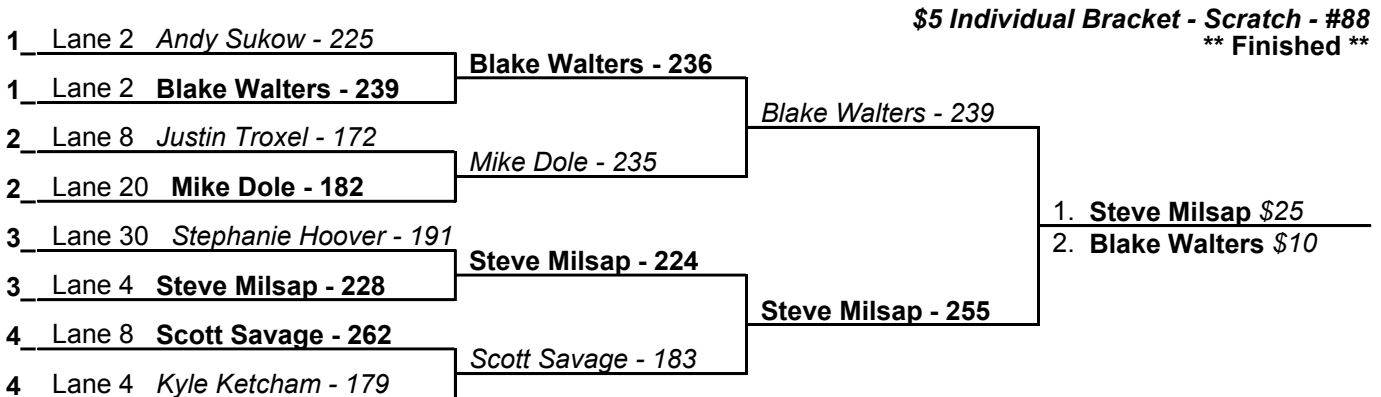 $5 Individual Bracket - Scratch - #88
** Finished **
1_ Lane 2 Andy Sukow - 225
1_ Lane 2 Blake Walters - 239
2_ Lane 8 Justin Troxel - 172
2_ Lane 20 Mike Dole - 182
3_ Lane 30 Stephanie Hoover - 191
3_ Lane 4 Steve Milsap - 228
4_ Lane 8 Scott Savage - 262
4 Lane 4 Kyle Ketcham - 179
Blake Walters - 236
Mike Dole - 235
Steve Milsap - 224
Scott Savage - 183
Blake Walters - 239
Steve Milsap - 255
1. Steve Milsap $25
2. Blake Walters $10